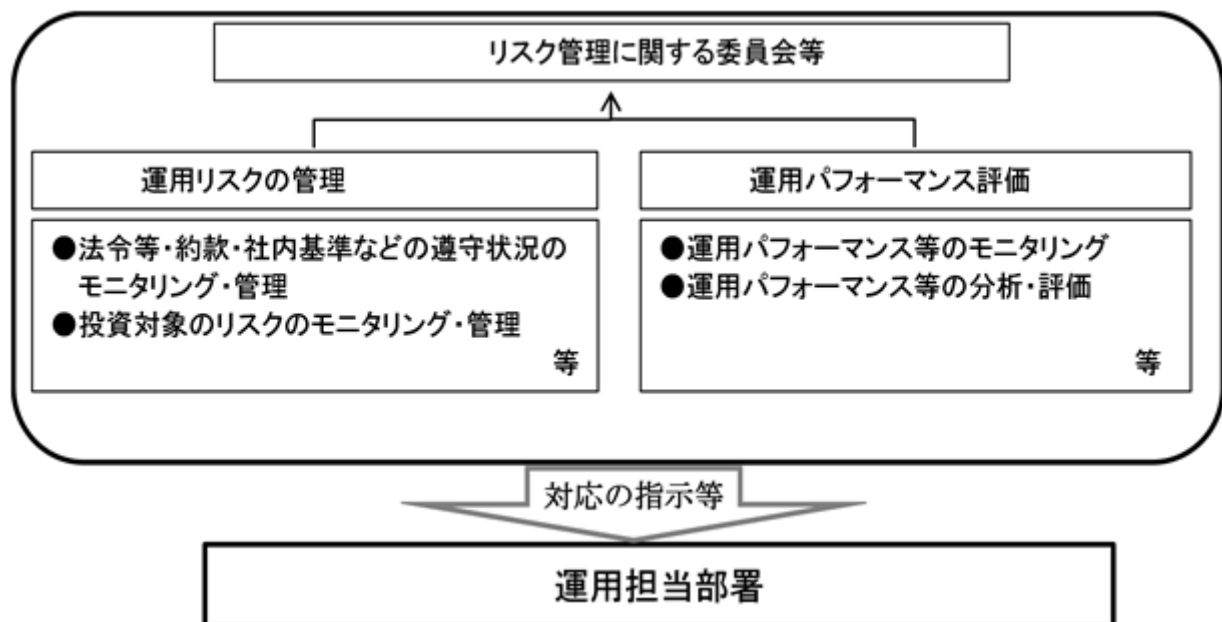 リスク管理に関する委員会等
運用リスクの管理
●法令等・約款・社内基準などの遵守状況の
モニタリング・管理
●投資対象のリスクのモニタリング・管理
等
運用パフォーマンス評価
●運用パフォーマンス等のモニタリング
●運用パフォーマンス等の分析・評価
等
対応の指示等
運用担当部署